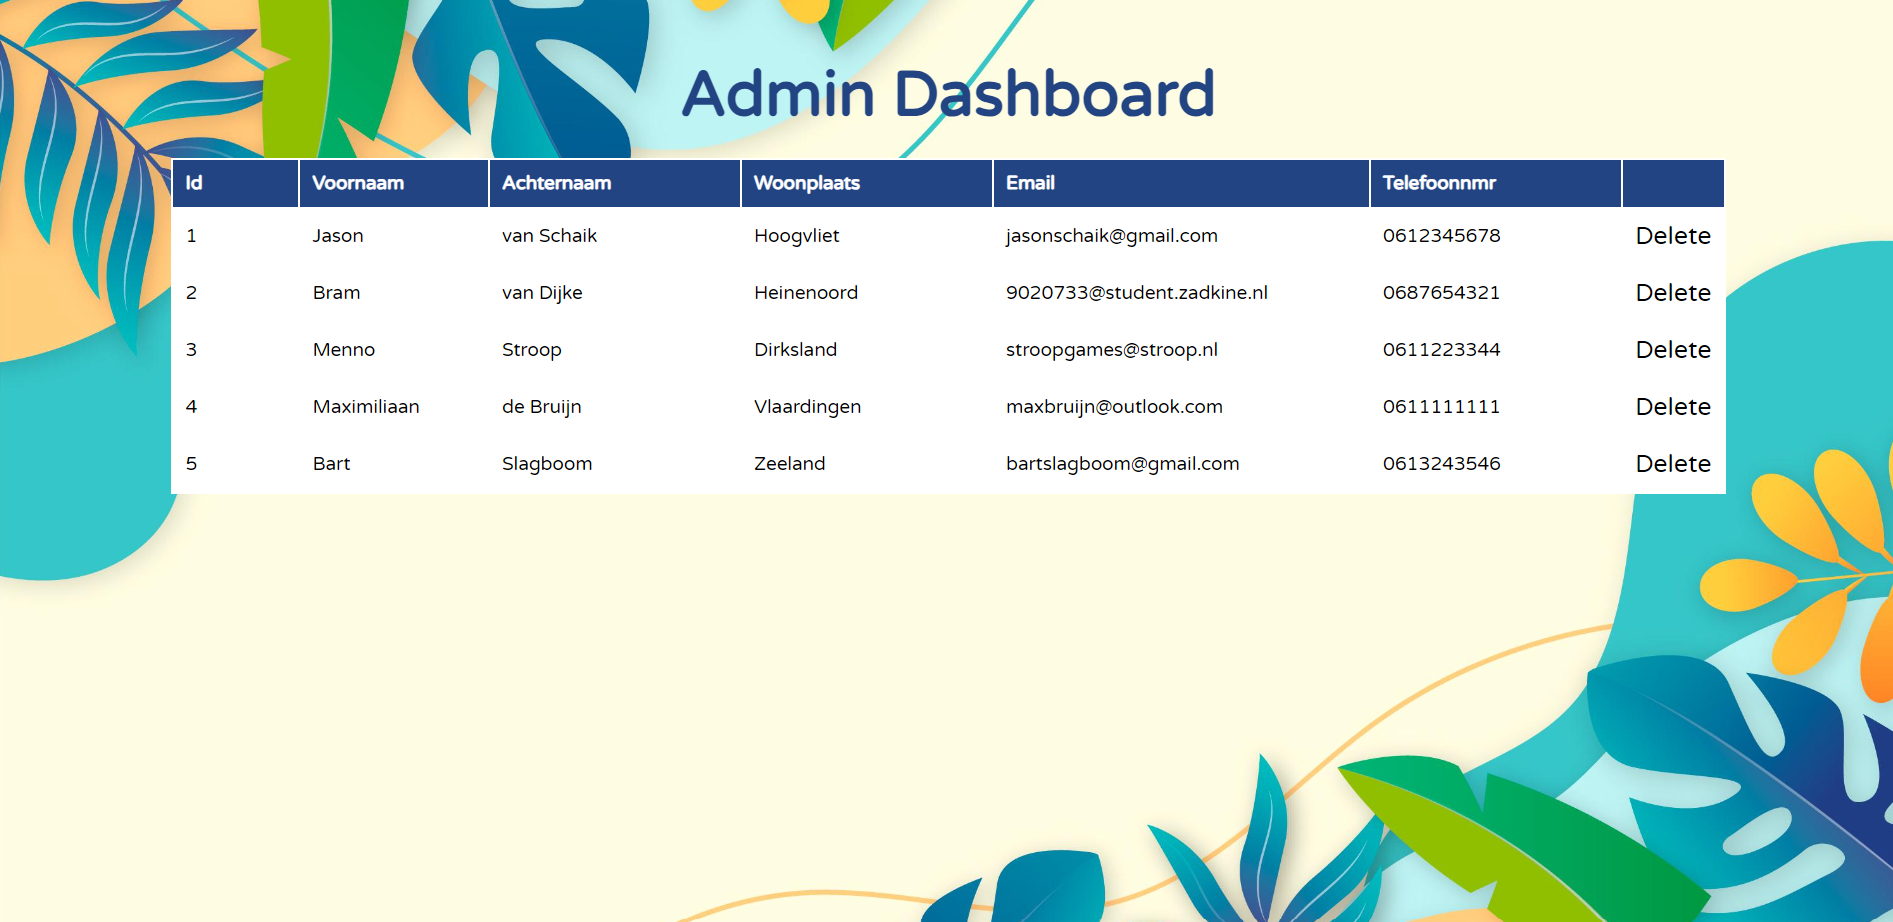 Admin Dashboard
Id Voornaam Achternaam Woonplaats Email Telefoonnmr
1 Jason van Schaik Hoogvliet jasonschaik@gmail.com 0612345678 Delete
2 Bram van Dijke Heinenoord 9020733@student.zadkine.nl 0687654321 Delete
3 Menno Stroop Dirksland stroopgames@stroop.nl 0611223344 Delete
4 Maximiliaan de Bruijn Vlaardingen maxbruijn@outlook.com 0611111111 Delete
5 Bart Slagboom Zeeland bartslagboom@gmail.com 0613243546 Delete